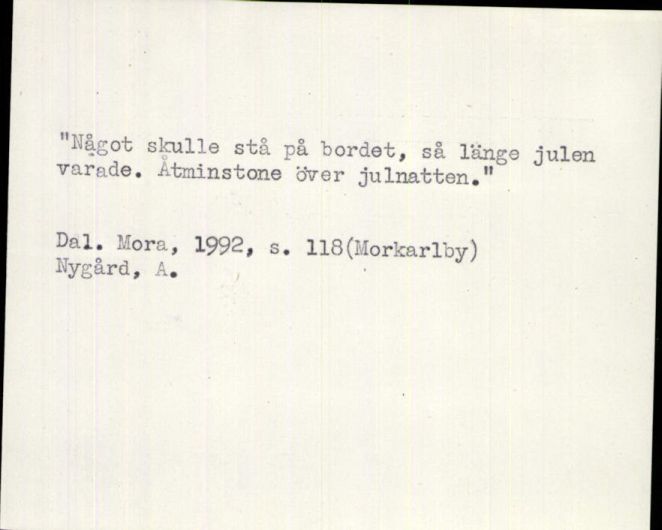 "Något skulle stå på bordet, så länge julen
varade. Åtminstone över julnatten."
Dal. Mora, 1992, s. 118(Morkarlby)
Nygård, A.